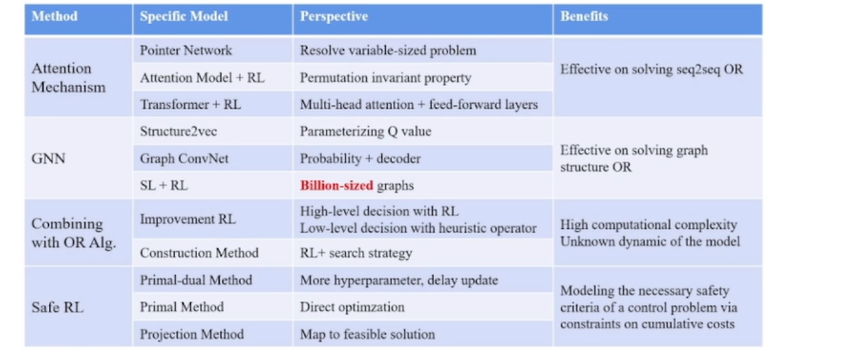 Method Specific Model Perspective Benefits
Attention
Mechanism
Pointer Network Resolve variable-sized problem
Attention Model + RL Permutation invariant property
Transformer + RL Multi-head attention + feed-forward layers
Effective on solving seq2seq OR
GNN
Structure2vec Parameterizing Q value
Graph ConvNet Probability + decoder
SL + RL Billion-sized graphs
Effective on solving graph
structure OR
Combining
with OR Alg.
Improvement RL
High-level decision with RL
Low-level decision with heuristic operator
Construction Method RL+ search strategy
High computational complexity
Unknown dynamic of the model
Safe RL
Primal-dual Method More hyperparameter, delay update
Primal Method Direct optimzation
Projection Method Map to feasible solution
Modeling the necessary safety
criteria of a control problem via
constraints on cumulative costs